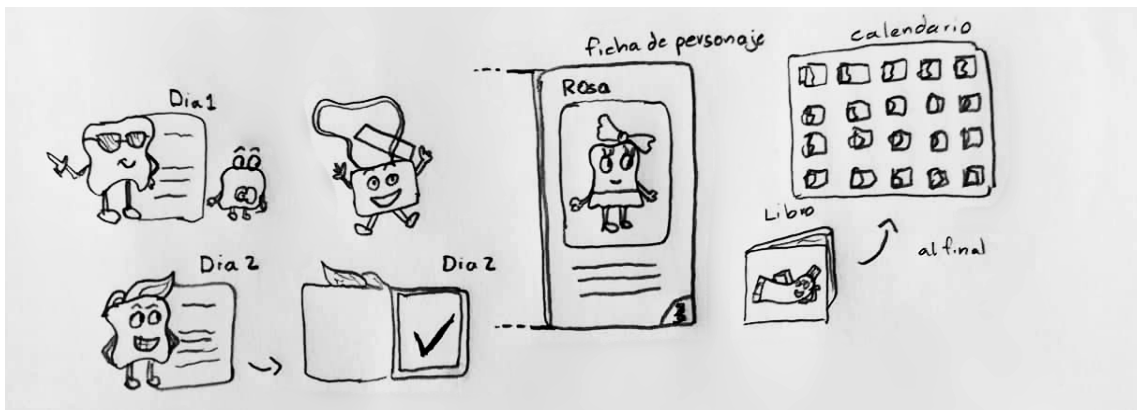 Dia 1
Dia 2
Dia 2
ficha de personaje
Rosa
calendario
Libro
al final